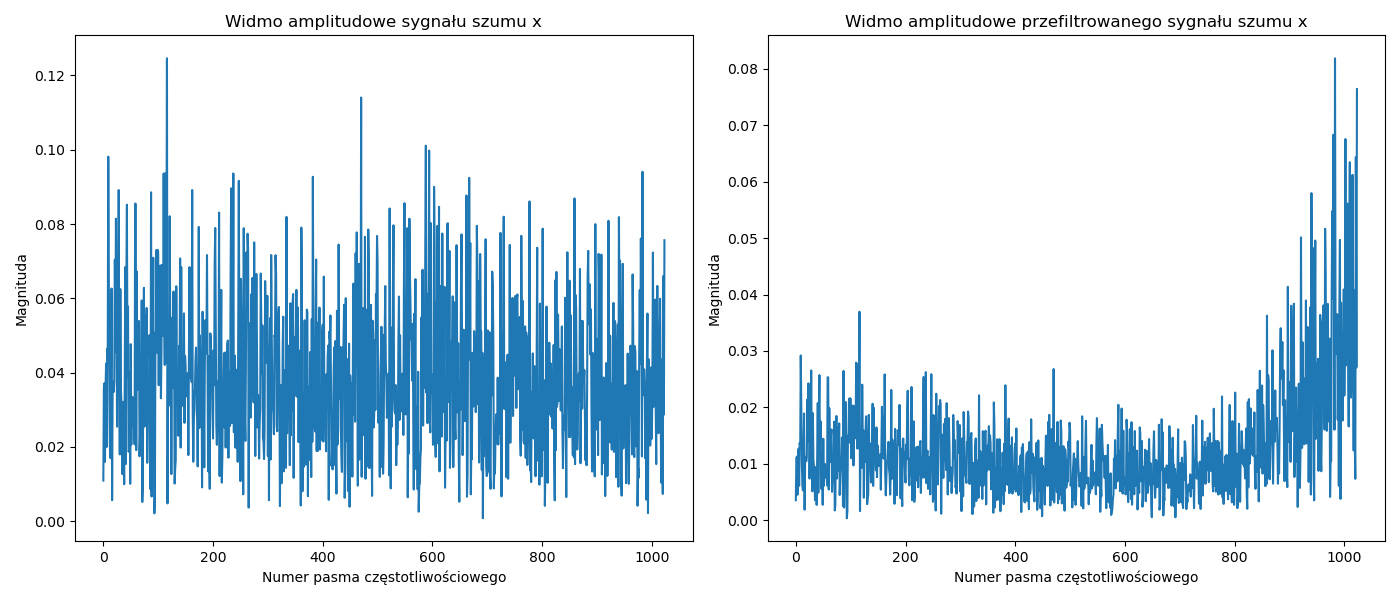 Widmo amplitudowe sygnału szumu x
Magnituda
0.12
0.10
0.08
0.06
0.04
0.02
0.00
0 200 400 600 800 1000
Numer pasma częstotliwościowego
Widmo amplitudowe przefiltrowanego sygnału szumu x
Magnituda
0.08
0.07
0.06
0.05
0.04
0.03
0.02
0.01
0.00
0 200 400 600 800 1000
Numer pasma częstotliwościowego